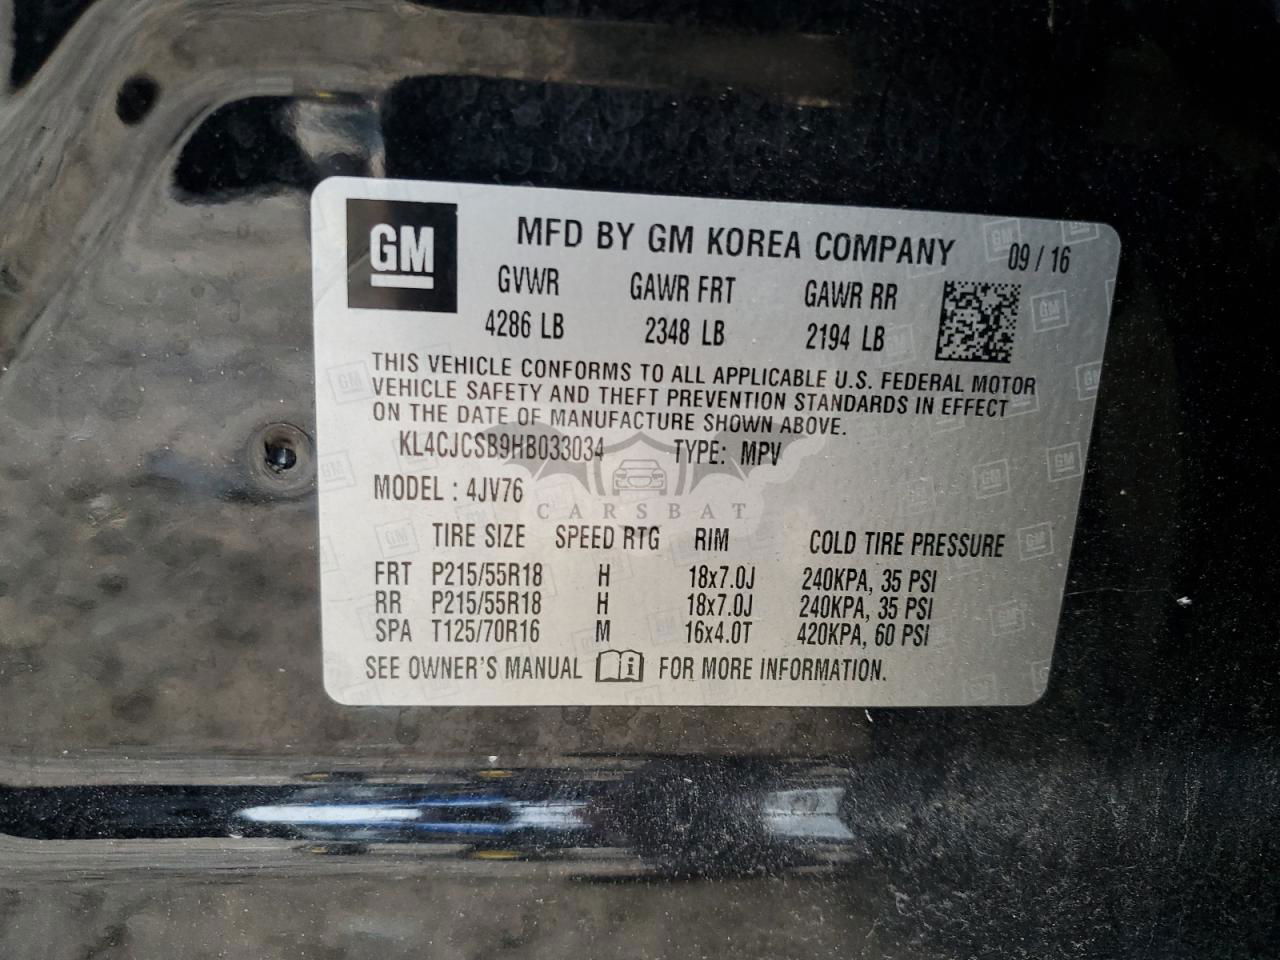 GM
MFD BY GM KOREA COMPANY 09 / 16
GVWR GAWR FRT GAWR RR
4286 LB 2348 LB 2194 LB
THIS VEHICLE CONFORMS TO ALL APPLICABLE U.S. FEDERAL MOTOR
VEHICLE SAFETY AND THEFT PREVENTION STANDARDS IN EFFECT
ON THE DATE OF MANUFACTURE SHOWN ABOVE.
KL4CJCSB9HB033034 TYPE: MPV
MODEL : 4JV76
CARSBAT
TIRE SIZE SPEED RTG RIM COLD TIRE PRESSURE
FRT P215/55R18 H 18x7.0J 240KPA, 35 PSI
RR P215/55R18 H 18x7.0J 240KPA, 35 PSI
SPA T125/70R16 M 16x4.0T 420KPA, 60 PSI
SEE OWNER'S MANUAL FOR MORE INFORMATION.